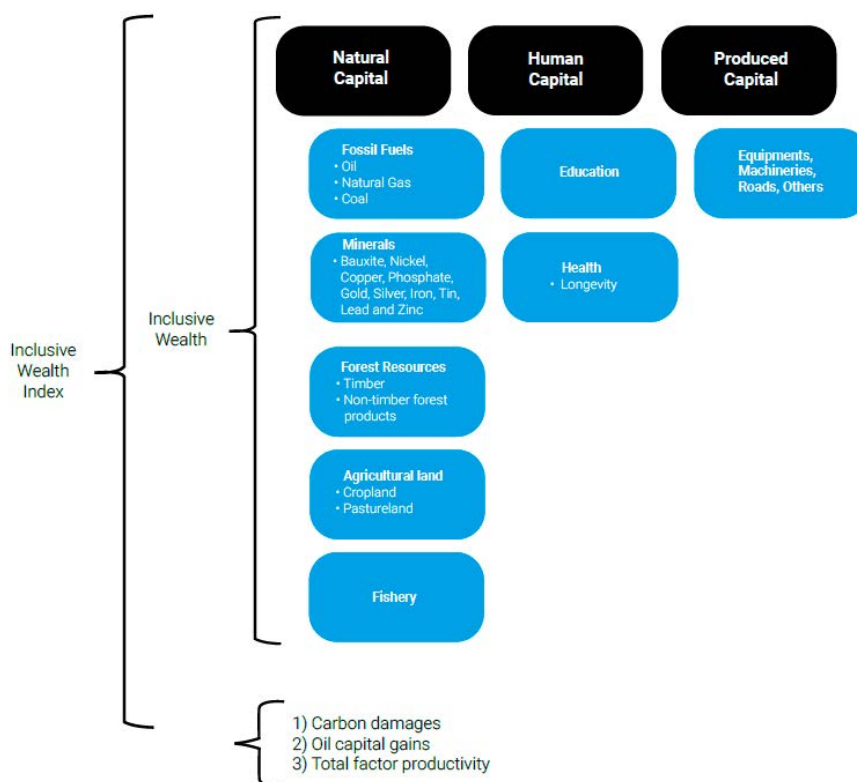 Natural
Capital
Human
Capital
Produced
Capital
Fossil Fuels
• Oil
• Natural Gas
• Coal
Education
Equipments,
Machineries,
Roads, Others
Minerals
• Bauxite, Nickel,
Copper, Phosphate,
Gold, Silver, Iron, Tin,
Lead and Zinc
Health
• Longevity
Inclusive
Wealth
Inclusive
Wealth
Index
Forest Resources
• Timber
• Non-timber forest
products
Agricultural land
• Cropland
• Pastureland
Fishery
1) Carbon damages
2) Oil capital gains
3) Total factor productivity